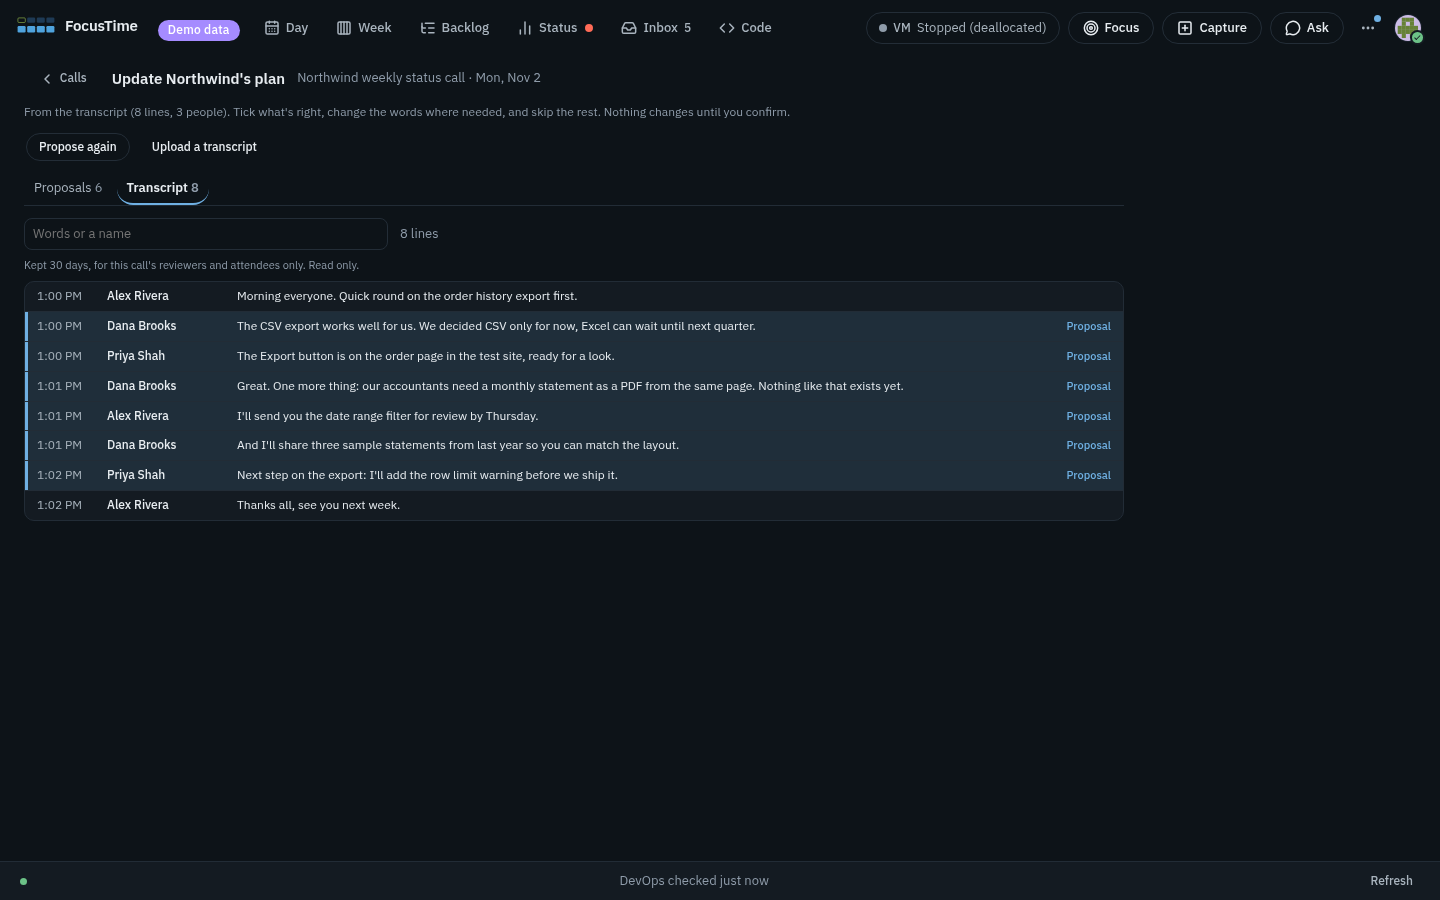 FocusTime
Demo data
Day
Week
Backlog
Status
Inbox 5
Code
VM Stopped (deallocated)
Focus
Capture
Ask
Calls
Update Northwind's plan
Northwind weekly status call · Mon, Nov 2
From the transcript (8 lines, 3 people). Tick what's right, change the words where needed, and skip the rest. Nothing changes until you confirm.
Propose again
Upload a transcript
Proposals 6
Transcript 8
Words or a name
8 lines
Kept 30 days, for this call's reviewers and attendees only. Read only.
1:00 PM Alex Rivera Morning everyone. Quick round on the order history export first.
1:00 PM Dana Brooks The CSV export works well for us. We decided CSV only for now, Excel can wait until next quarter. Proposal
1:00 PM Priya Shah The Export button is on the order page in the test site, ready for a look. Proposal
1:01 PM Dana Brooks Great. One more thing: our accountants need a monthly statement as a PDF from the same page. Nothing like that exists yet. Proposal
1:01 PM Alex Rivera I'll send you the date range filter for review by Thursday. Proposal
1:01 PM Dana Brooks And I'll share three sample statements from last year so you can match the layout. Proposal
1:02 PM Priya Shah Next step on the export: I'll add the row limit warning before we ship it. Proposal
1:02 PM Alex Rivera Thanks all, see you next week.
DevOps checked just now
Refresh